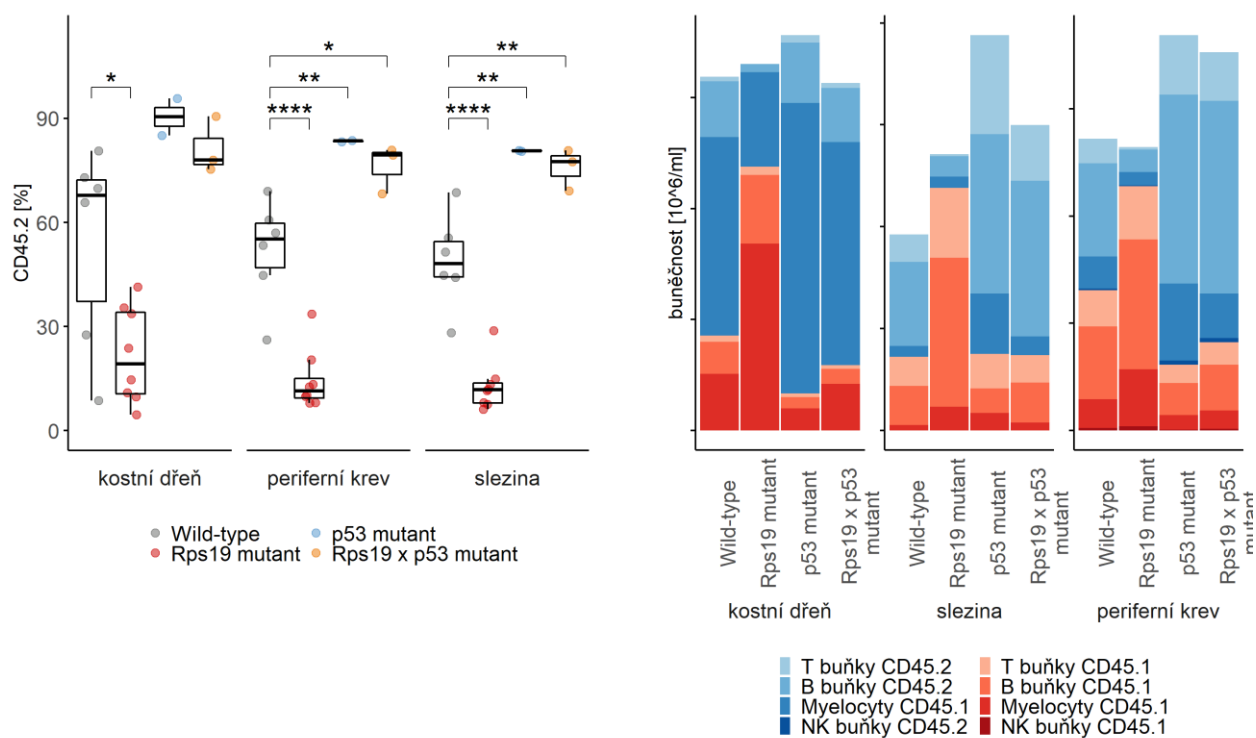 CD45.2 [%]
90
60
30
0
*
****
**
*
****
**
**
kostní dřeň
periferní krev
slezina
Wild-type
p53 mutant
Rps19 mutant
Rps19 x p53 mutant
buněčnost [10^6/ml]
Wild-type
Rps19 mutant
p53 mutant
Rps19 x p53
mutant
Wild-type
Rps19 mutant
p53 mutant
Rps19 x p53
mutant
Wild-type
Rps19 mutant
p53 mutant
Rps19 x p53
mutant
kostní dřeň
slezina
periferní krev
T buňky CD45.2
T buňky CD45.1
B buňky CD45.2
B buňky CD45.1
Myelocyty CD45.1
Myelocyty CD45.1
NK buňky CD45.2
NK buňky CD45.1